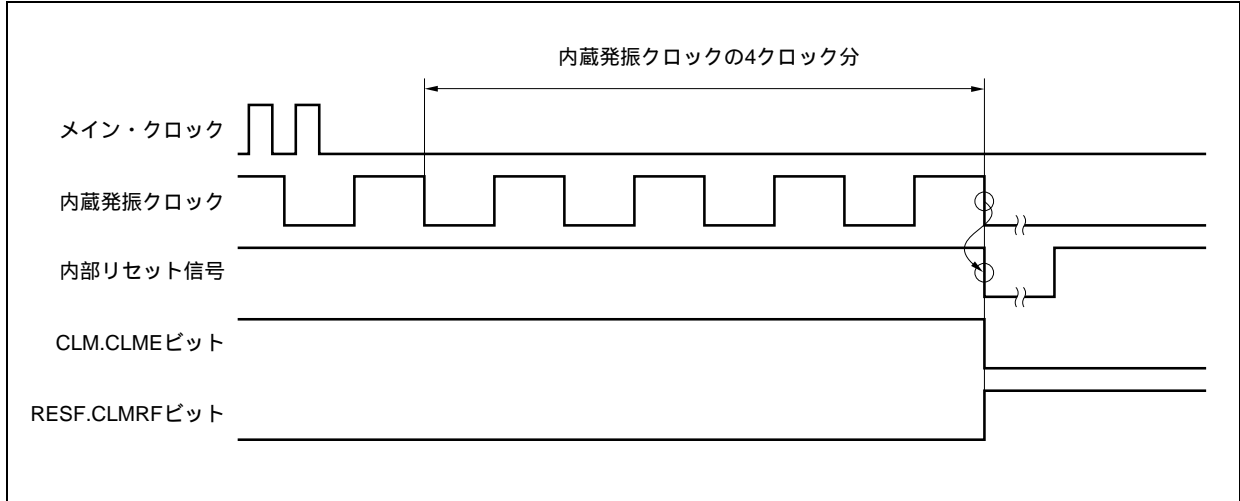 内蔵発振クロックの4クロック分
メイン・クロック
内蔵発振クロック
内部リセット信号
CLM.CLMEビット
RESF.CLMRFビット